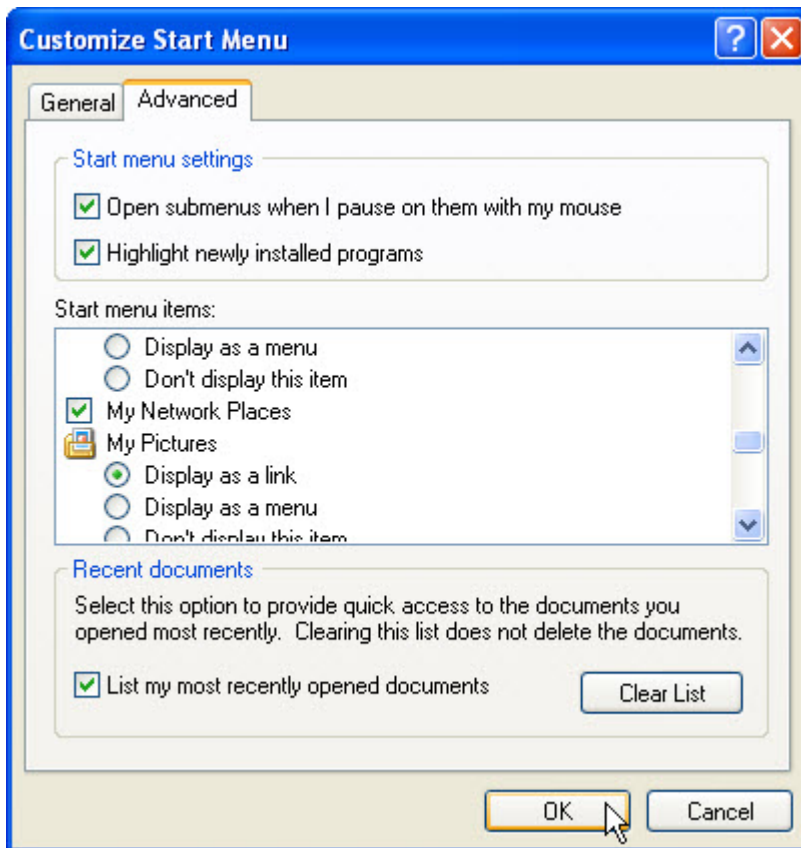 Customize Start Menu
General
Advanced
Start menu settings
Open submenus when I pause on them with my mouse
Highlight newly installed programs
Start menu items:
Display as a menu
Don't display this item
My Network Places
My Pictures
Display as a link
Display as a menu
Don't display this item
Recent documents
Select this option to provide quick access to the documents you
opened most recently.  Clearing this list does not delete the documents.
List my most recently opened documents
Clear List
OK
Cancel